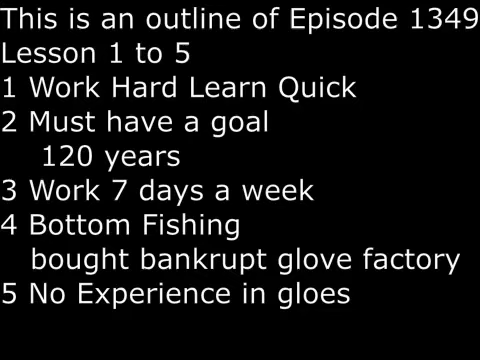 This is an outline of Episode 1349
Lesson 1 to 5
1 Work Hard Learn Quick
2 Must have a goal
120 years
3 Work 7 days a week
4 Bottom Fishing
bought bankrupt glove factory
5 No Experience in gloes